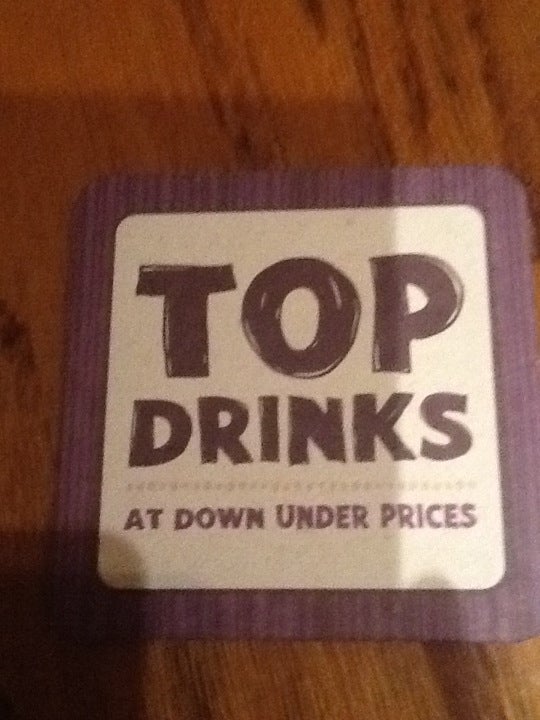 TOP
DRINKS
AT DOWN UNDER PRICES